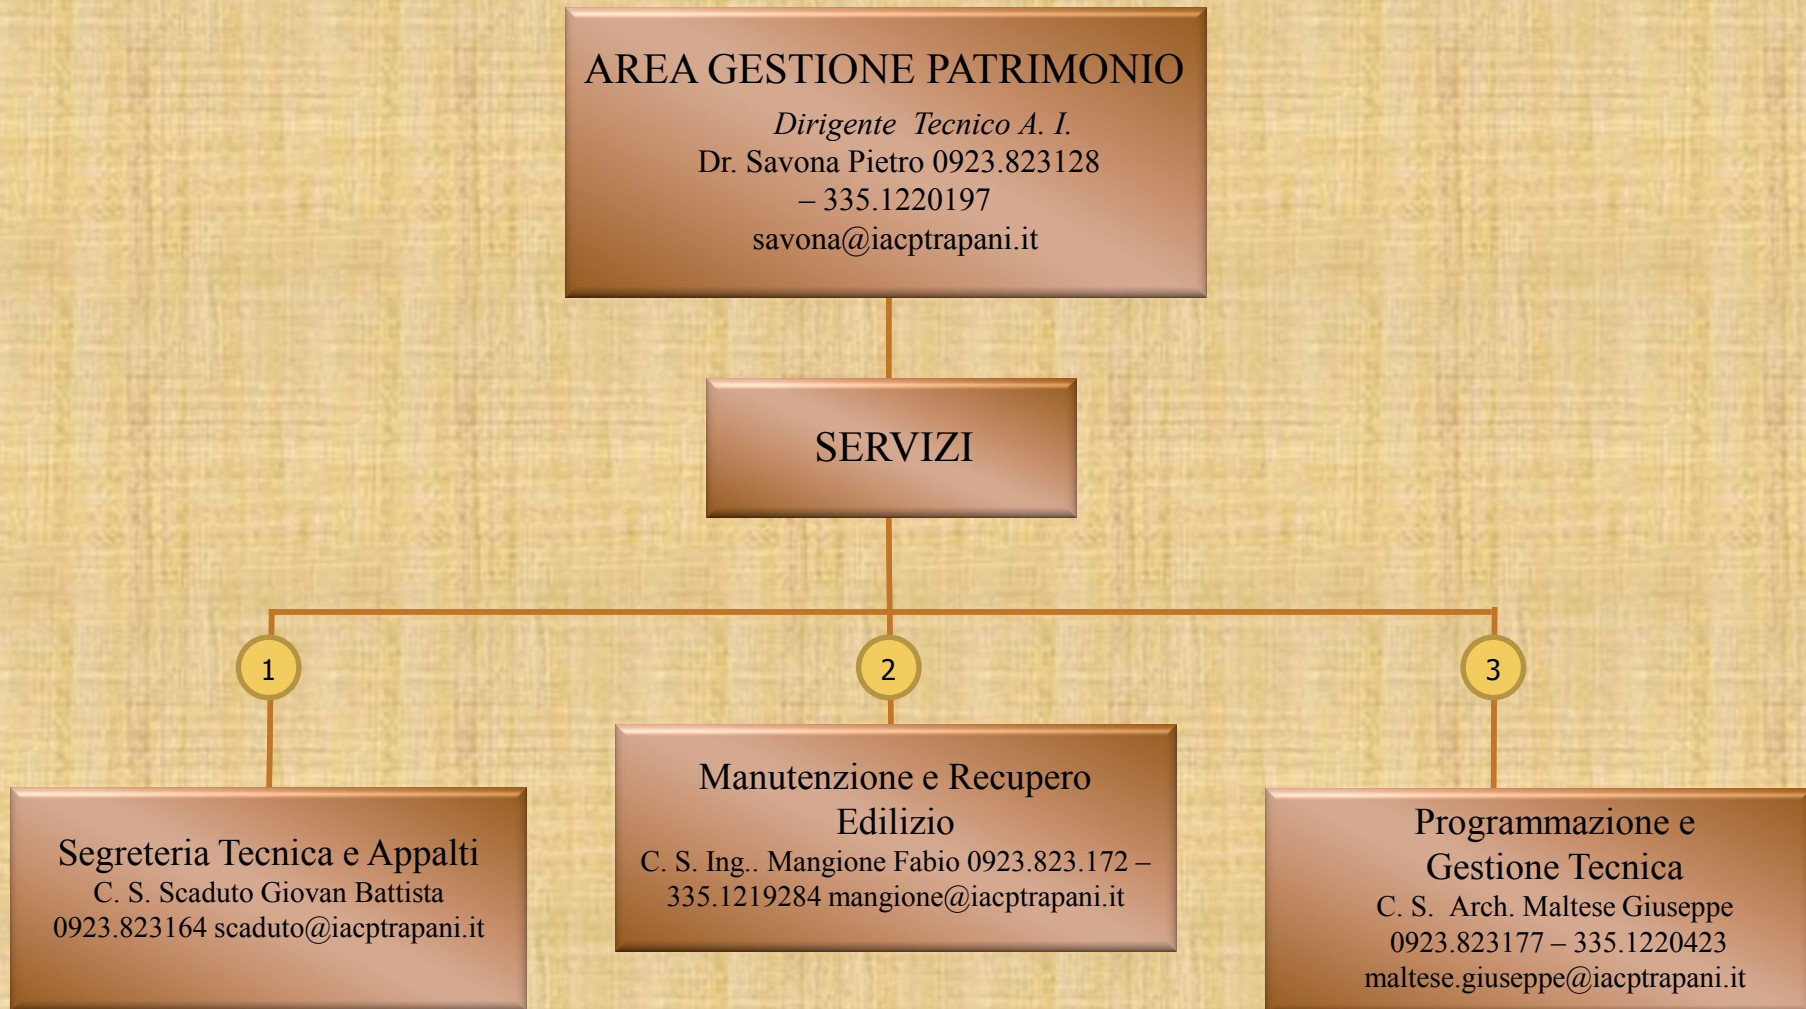 AREA GESTIONE PATRIMONIO
Dirigente Tecnico A. I.
Dr. Savona Pietro 0923.823128
– 335.1220197
savona@iacptrapani.it
SERVIZI
1
2
3
Segreteria Tecnica e Appalti
C. S. Scaduto Giovan Battista
0923.823164 scaduto@iacptrapani.it
Manutenzione e Recupero
Edilizio
C. S. Ing.. Mangione Fabio 0923.823.172 –
335.1219284 mangione@iacptrapani.it
Programmazione e
Gestione Tecnica
C. S. Arch. Maltese Giuseppe
0923.823177 – 335.1220423
maltese.giuseppe@iacptrapani.it